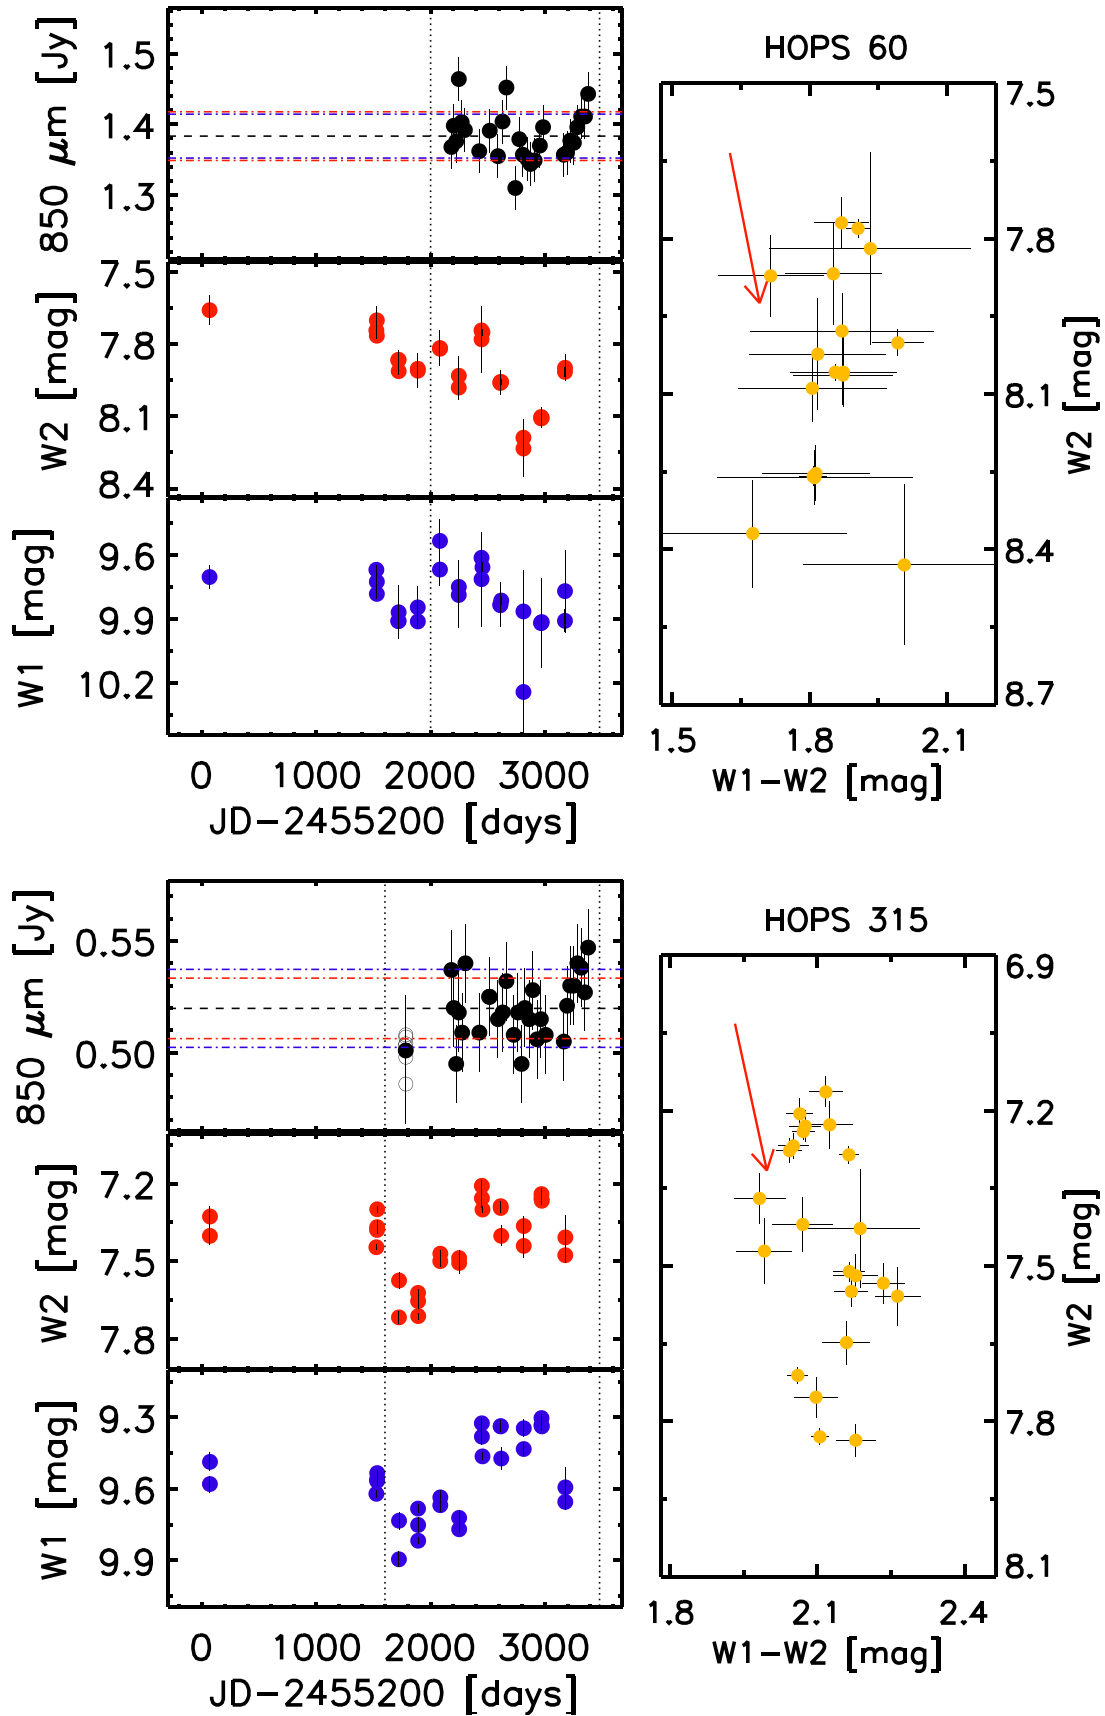 HOPS 60
850 μm [Jy]
1.5
1.4
1.3
W2 [mag]
7.5
7.8
8.1
8.4
W1 [mag]
9.6
9.9
10.2
0 1000 2000 3000
JD-2455200 [days]
7.5
7.8
8.1
8.4
8.7
W2 [mag]
1.5 1.8 2.1
W1-W2 [mag]
HOPS 315
850 μm [Jy]
0.55
0.50
W2 [mag]
7.2
7.5
7.8
W1 [mag]
9.3
9.6
9.9
0 1000 2000 3000
JD-2455200 [days]
6.9
7.2
7.5
7.8
8.1
W2 [mag]
1.8 2.1 2.4
W1-W2 [mag]